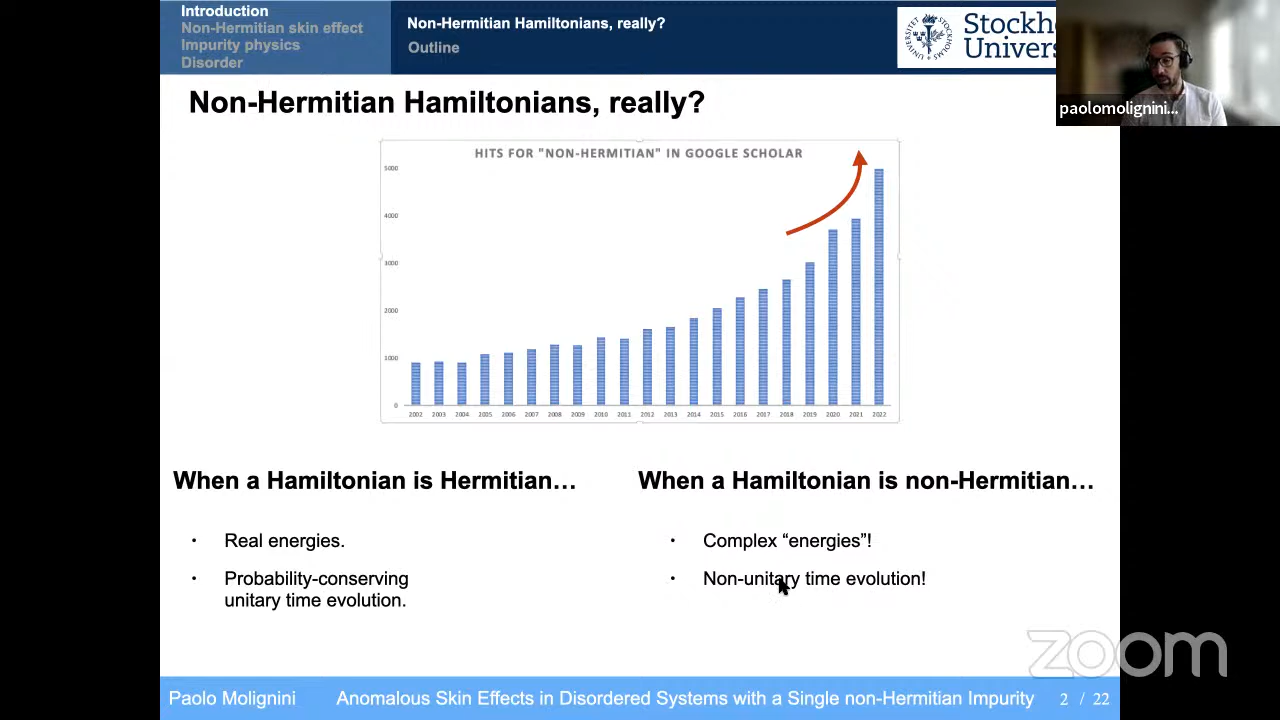 Introduction
Non-Hermitian skin effect
Impurity physics
Disorder
Non-Hermitian Hamiltonians, really?
Outline
Stockho
Univers
paolomolignini...
Non-Hermitian Hamiltonians, really?
HITS FOR "NON-HERMITIAN" IN GOOGLE SCHOLAR
5000
4000
3000
2000
1000
0
2002 2003 2004 2005 2006 2007 2008 2009 2010 2011 2012 2013 2014 2015 2016 2017 2018 2019 2020 2021 2022
When a Hamiltonian is Hermitian…
• Real energies.
• Probability-conserving
unitary time evolution.
When a Hamiltonian is non-Hermitian…
• Complex “energies”!
• Non-unitary time evolution!
zoom
Paolo Molignini Anomalous Skin Effects in Disordered Systems with a Single non-Hermitian Impurity 2 / 22